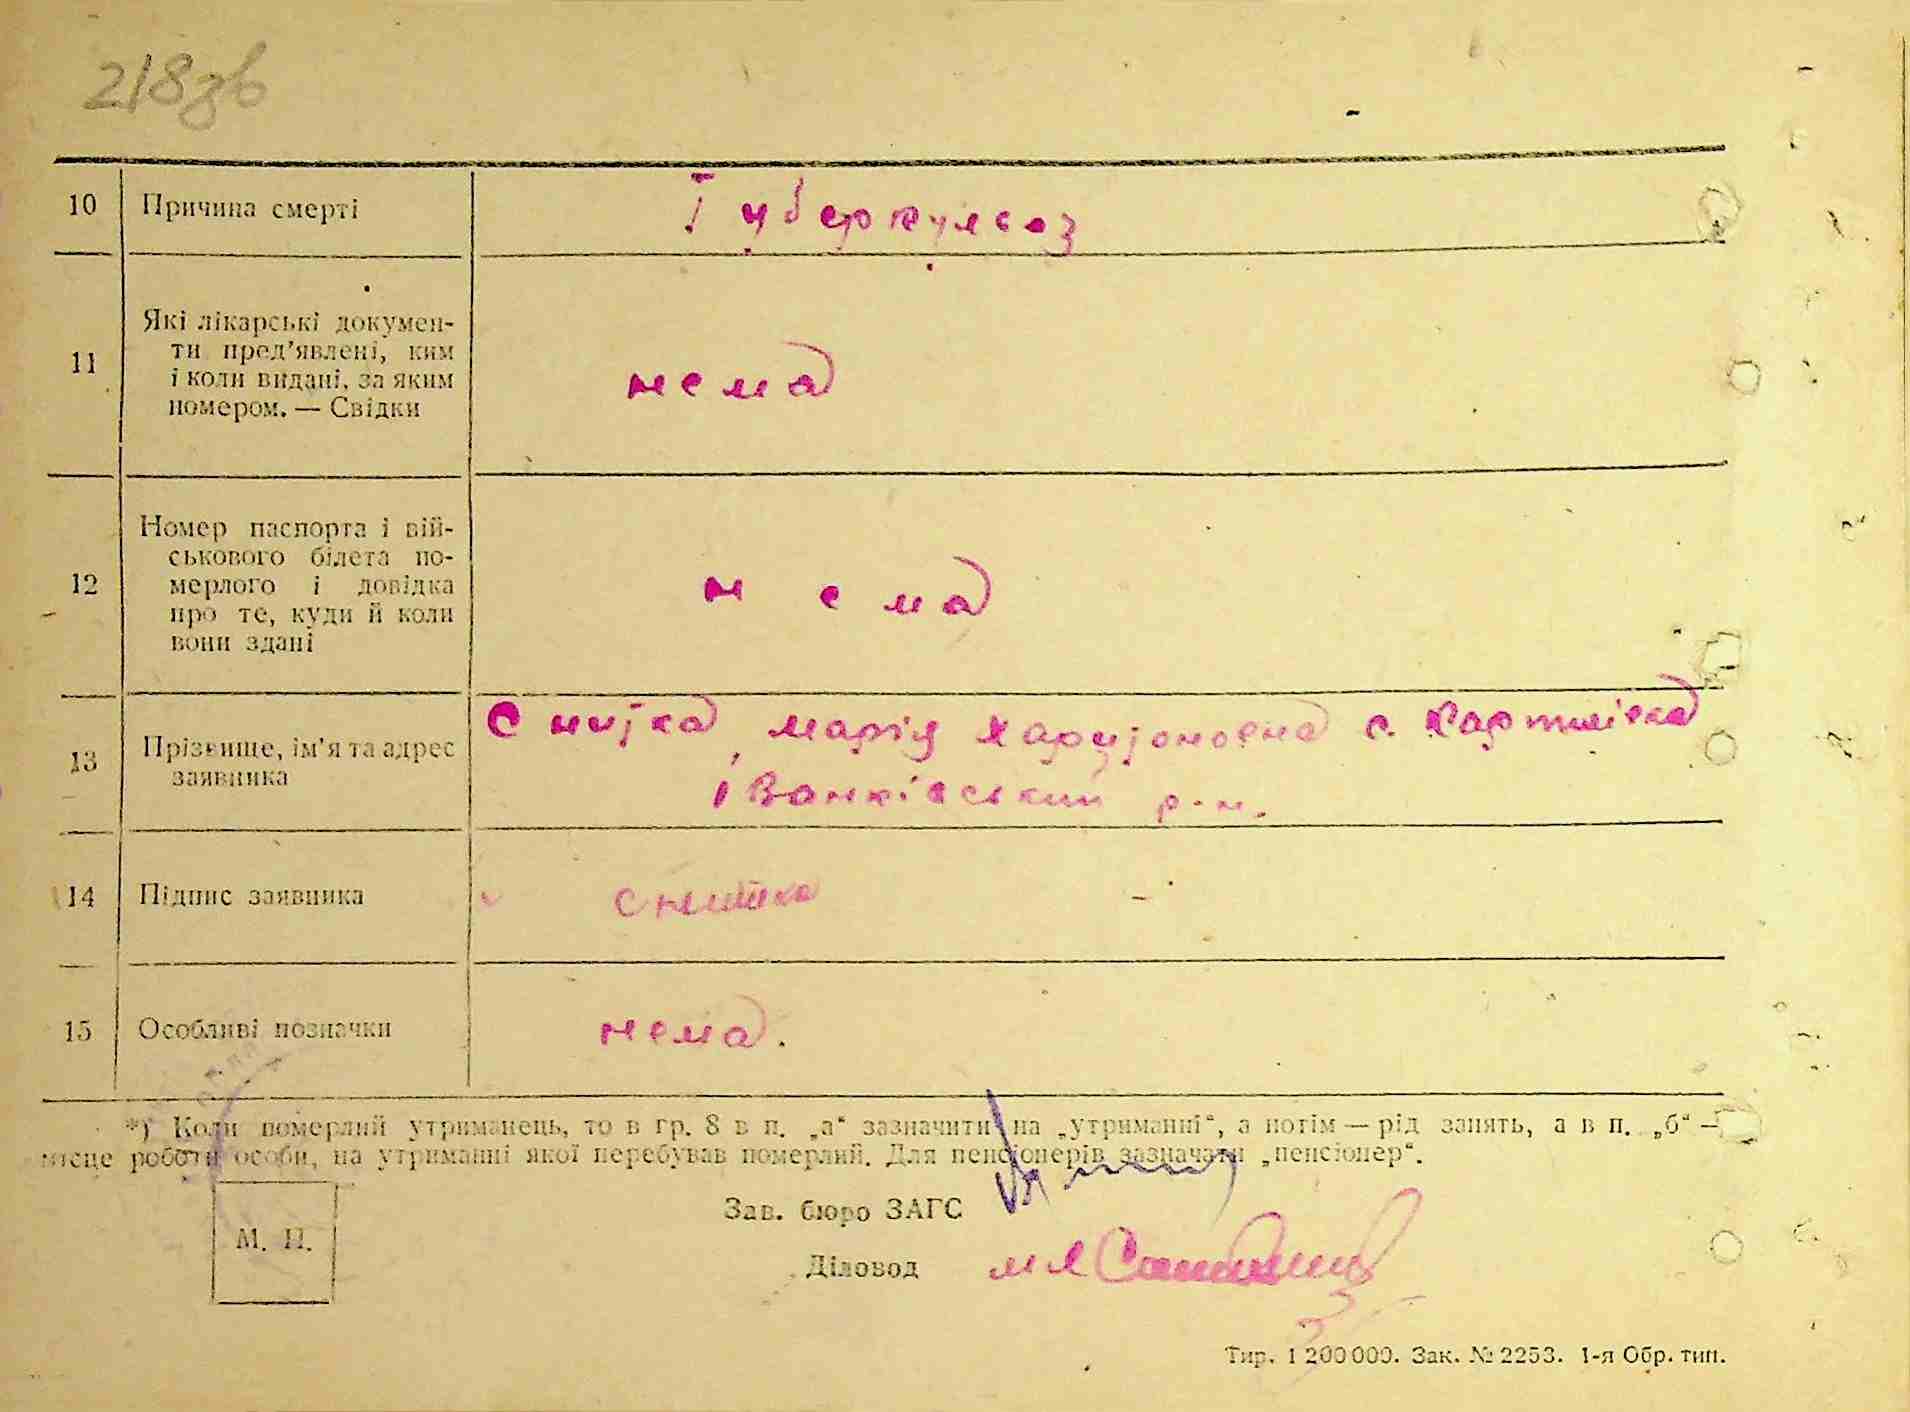 218зв
10 Причина смерті Туберкульоз
11 Які лікарські докумен-
ти пред'явлені, ким
і коли видані, за яким
номером. — Свідки
нема
12 Номер паспорта і вій-
ськового білета по-
мерлого і довідка
про те, куди й коли
вони здані
нема
13 Прізвище, ім'я та адрес
заявника
Снитка Марія Харитоновна с.
Іванківський р-н.
14 Підпис заявника Снитка
15 Особливі позначки нема.
*) Коли померлий утриманець, то в гр. 8 в п. „а“ зазначити на „утриманні“, а потім — рід занять, а в п. „б“ —
місце роботи особи, на утриманні якої перебував померлий. Для пенсіонерів зазначати „пенсіонер“.
Зав. бюро ЗАГС
М. П.
Діловод
Тир. 1 200 000. Зак. № 2253. 1-я Обр. тип.